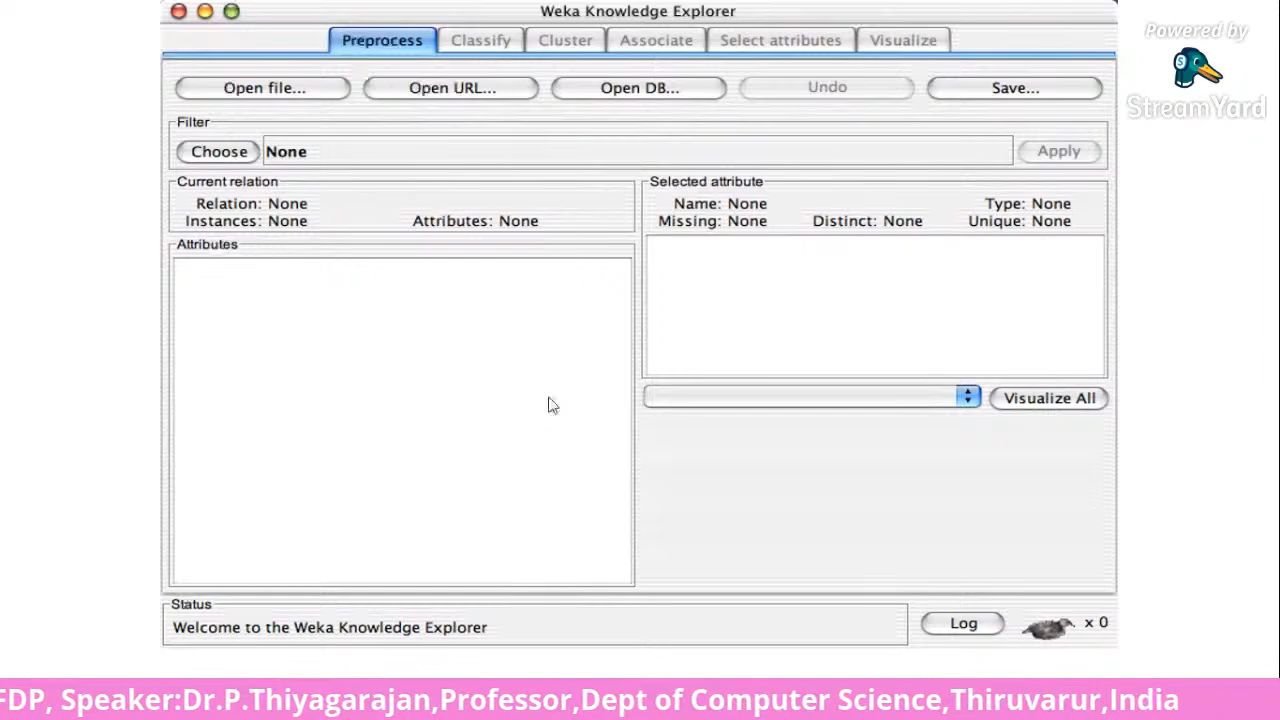 Weka Knowledge Explorer
Powered by
StreamYard
Preprocess Classify Cluster Associate Select attributes Visualize
Open file... Open URL... Open DB... Undo Save...
Filter
Choose None Apply
Current relation
Relation: None
Instances: None Attributes: None
Attributes
Selected attribute
Name: None Type: None
Missing: None Distinct: None Unique: None
Visualize All
Status
Welcome to the Weka Knowledge Explorer
Log x 0
FDP, Speaker:Dr.P.Thiyagarajan,Professor,Dept of Computer Science,Thiruvarur,India